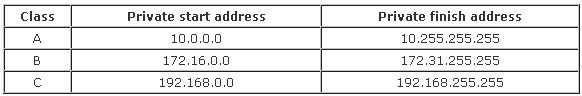 Class Private start address Private finish address
A 10.0.0.0 10.255.255.255
B 172.16.0.0 172.31.255.255
C 192.168.0.0 192.168.255.255